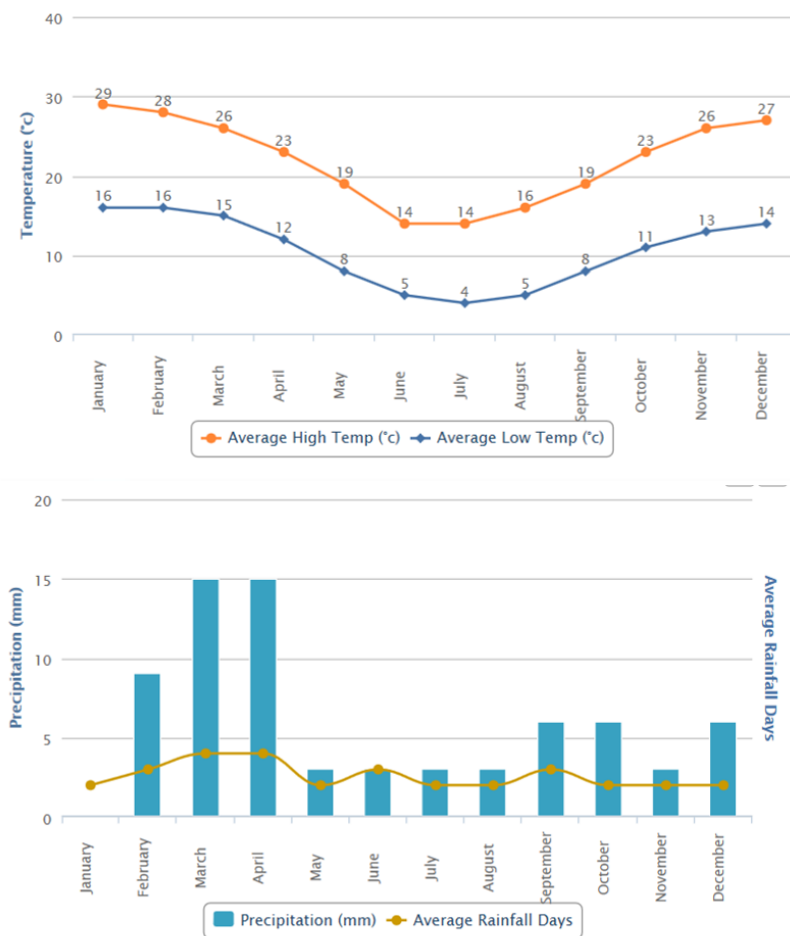 40
30
20
10
0
Temperature (°c)
29
28
26
23
19
14
14
16
19
23
26
27
16
16
15
12
8
5
4
5
8
11
13
14
January
February
March
April
May
June
July
August
September
October
November
December
Average High Temp (°c)
Average Low Temp (°c)
20
15
10
5
0
Precipitation (mm)
Average Rainfall Days
January
February
March
April
May
June
July
August
September
October
November
December
Precipitation (mm)
Average Rainfall Days